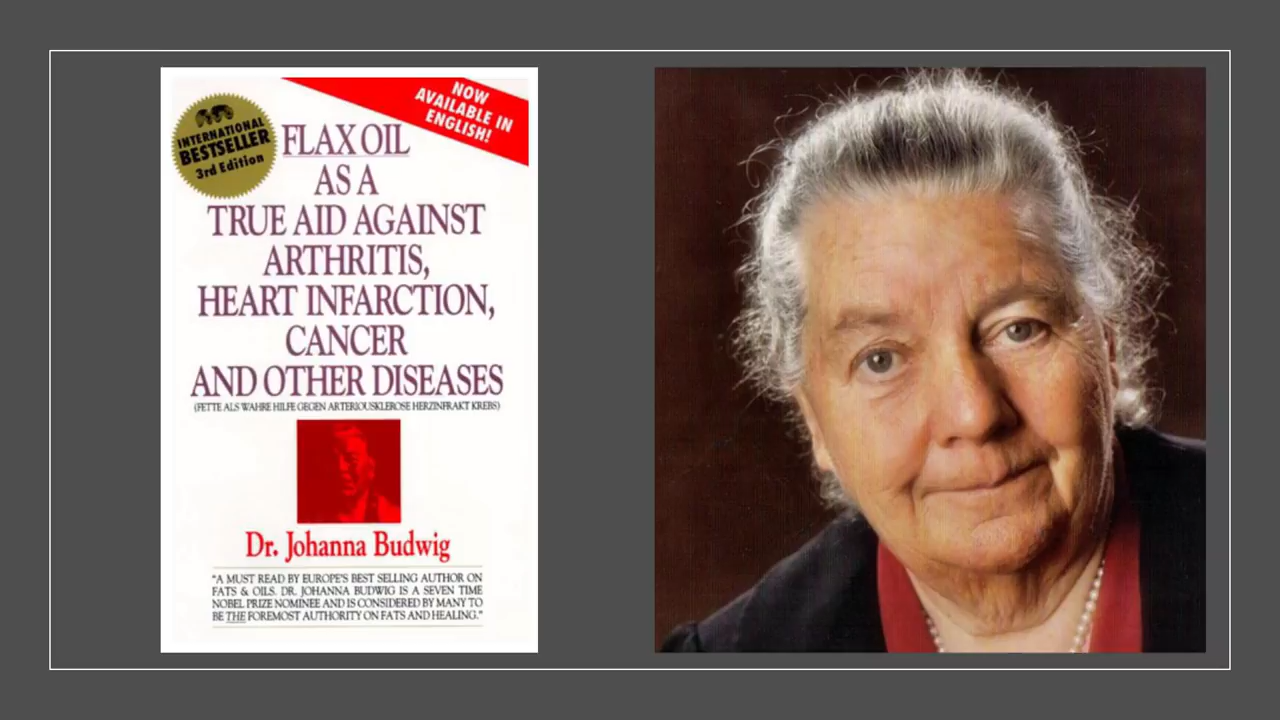 NOW
AVAILABLE IN
ENGLISH!
INTERNATIONAL
BESTSELLER
3rd Edition
FLAX OIL
AS A
TRUE AID AGAINST
ARTHRITIS,
HEART INFARCTION,
CANCER
AND OTHER DISEASES
(FETTE ALS WAHRE HILFE GEGEN ARTERIOUSKLEROSE HERZINFRAKT KREBS)
Dr. Johanna Budwig
"A MUST READ BY EUROPE'S BEST SELLING AUTHOR ON
FATS & OILS. DR. JOHANNA BUDWIG IS A SEVEN TIME
NOBEL PRIZE NOMINEE AND IS CONSIDERED BY MANY TO
BE THE FOREMOST AUTHORITY ON FATS AND HEALING."